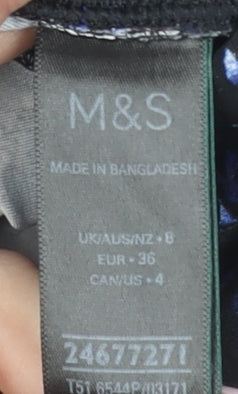 M&S
MADE IN BANGLADESH
UK/AUS/NZ • 8
EUR • 36
CAN/US • 4
24677271
T51 6544P/03171